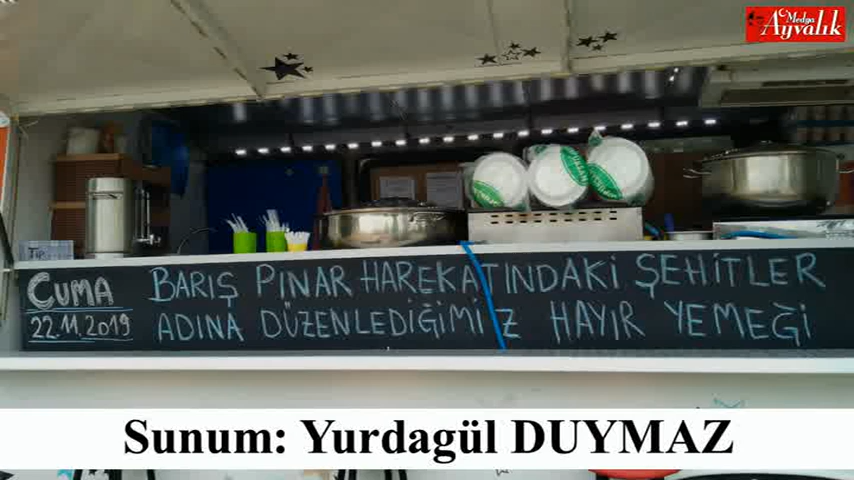 Medya
Ayvalık
CUMA
22.11.2019
BARIŞ PINAR HAREKATINDAKİ ŞEHİTLER
ADINA DÜZENLEDİĞİMİZ HAYIR YEMEĞİ
Sunum: Yurdagül DUYMAZ